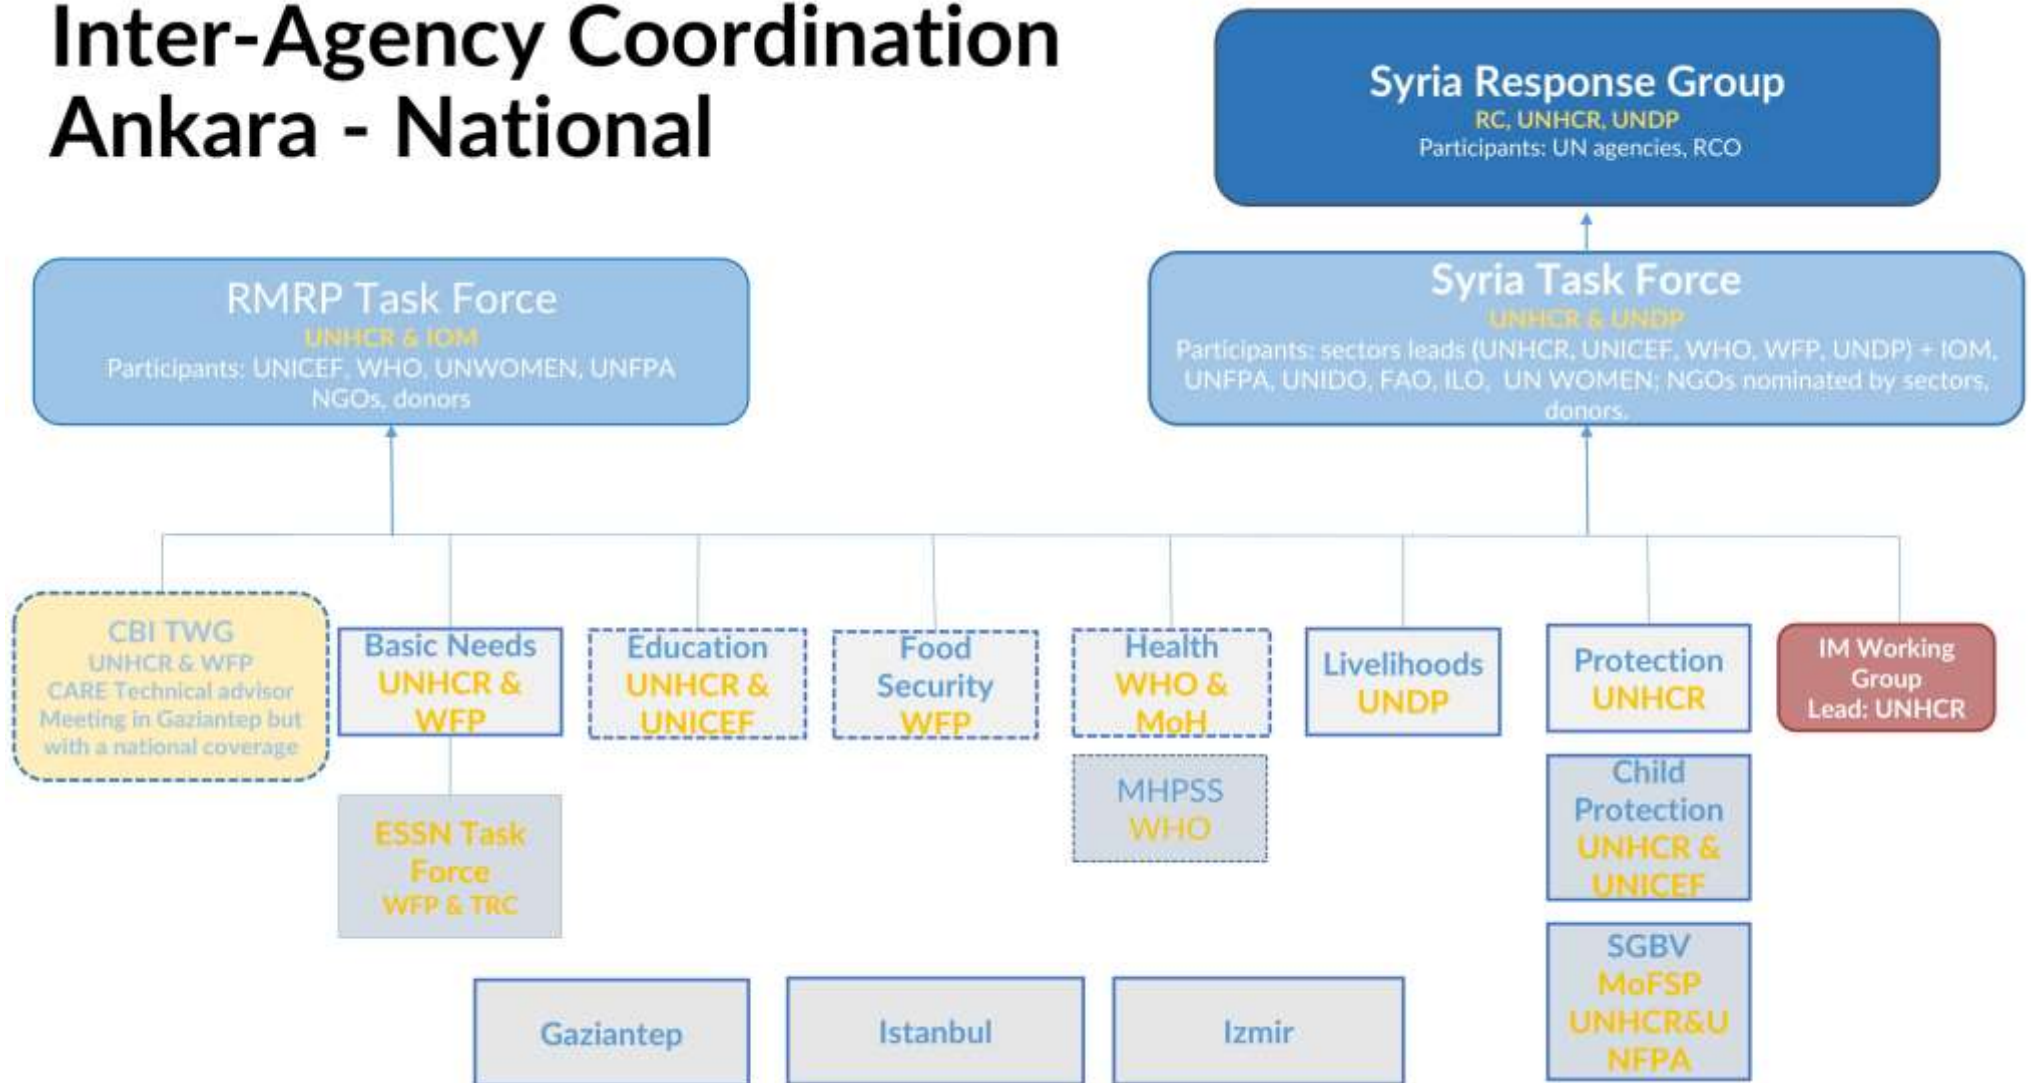 Inter-Agency Coordination
Ankara - National
Syria Response Group
RC, UNHCR, UNDP
Participants: UN agencies, RCO
RMRP Task Force
UNHCR & IOM
Participants: UNICEF, WHO, UNWOMEN, UNFPA
NGOs, donors
Syria Task Force
UNHCR & UNDP
Participants: sectors leads (UNHCR, UNICEF, WHO, WFP, UNDP) + IOM,
UNFPA, UNIDO, FAO, ILO, UN WOMEN; NGOs nominated by sectors,
donors.
CBI TWG
UNHCR & WFP
CARE Technical advisor
Meeting in Gaziantep but
with a national coverage
Basic Needs
UNHCR &
WFP
Education
UNHCR &
UNICEF
Food
Security
WFP
Health
WHO &
MoH
Livelihoods
UNDP
Protection
UNHCR
IM Working
Group
Lead: UNHCR
ESSN Task
Force
WFP & TRC
MHPSS
WHO
Child
Protection
UNHCR &
UNICEF
SGBV
MoFSP
UNHCR&U
NFPA
Gaziantep
Istanbul
Izmir